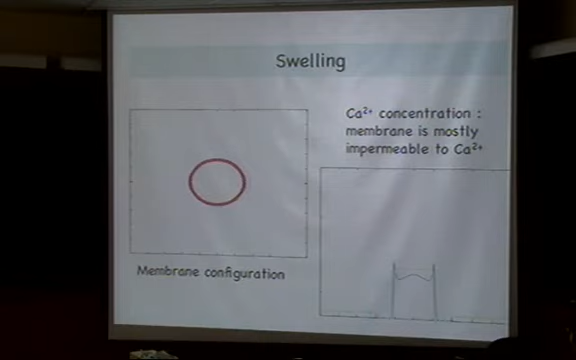 Swelling
Ca²⁺ concentration :
membrane is mostly
impermeable to Ca²⁺
Membrane configuration